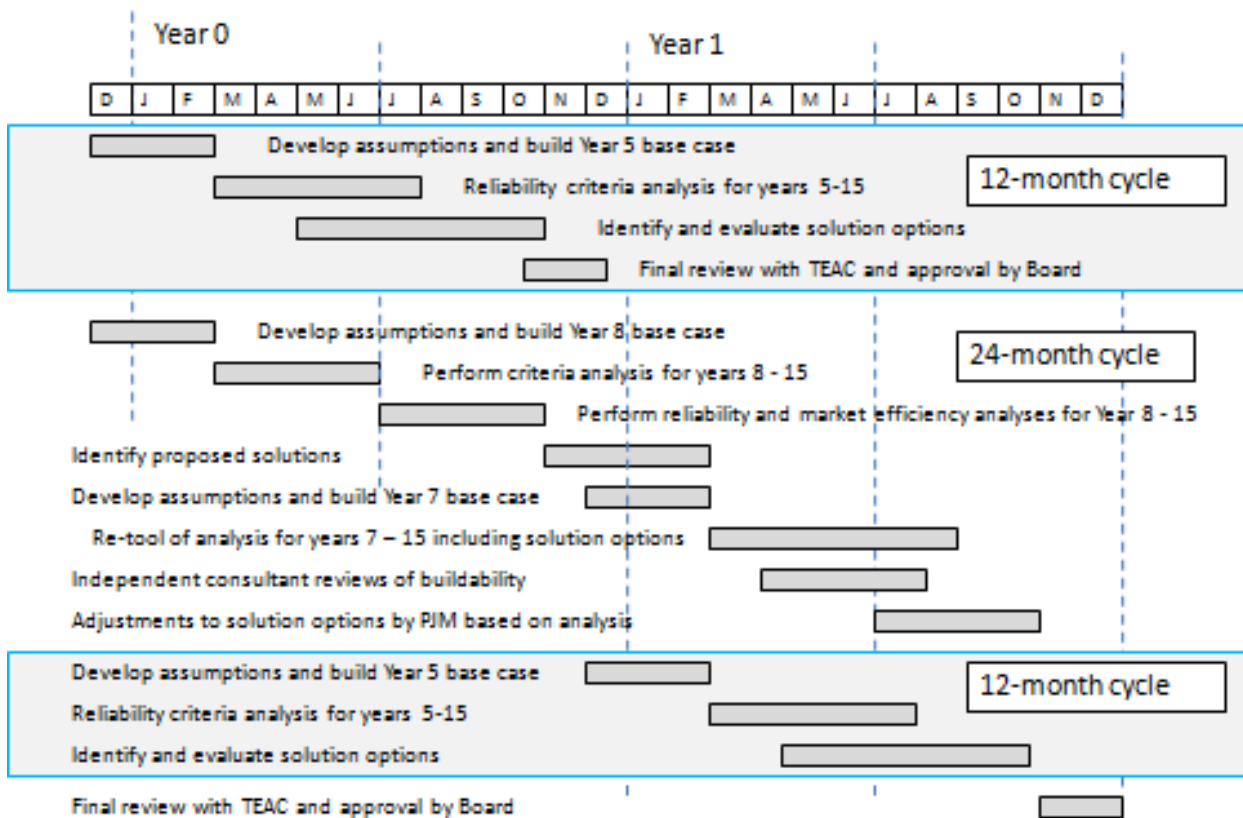 Year 0
Year 1
D J F M A M J J A S O N D J F M A M J J A S O N D
Develop assumptions and build Year 5 base case
12-month cycle
Reliability criteria analysis for years 5-15
Identify and evaluate solution options
Final review with TEAC and approval by Board
Develop assumptions and build Year 8 base case
24-month cycle
Perform criteria analysis for years 8 - 15
Perform reliability and market efficiency analyses for Year 8 - 15
Identify proposed solutions
Develop assumptions and build Year 7 base case
Re-tool of analysis for years 7 – 15 including solution options
Independent consultant reviews of buildability
Adjustments to solution options by PJM based on analysis
Develop assumptions and build Year 5 base case
12-month cycle
Reliability criteria analysis for years 5-15
Identify and evaluate solution options
Final review with TEAC and approval by Board